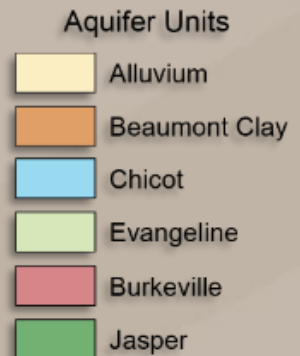 Aquifer Units
Alluvium
Beaumont Clay
Chicot
Evangeline
Burkeville
Jasper